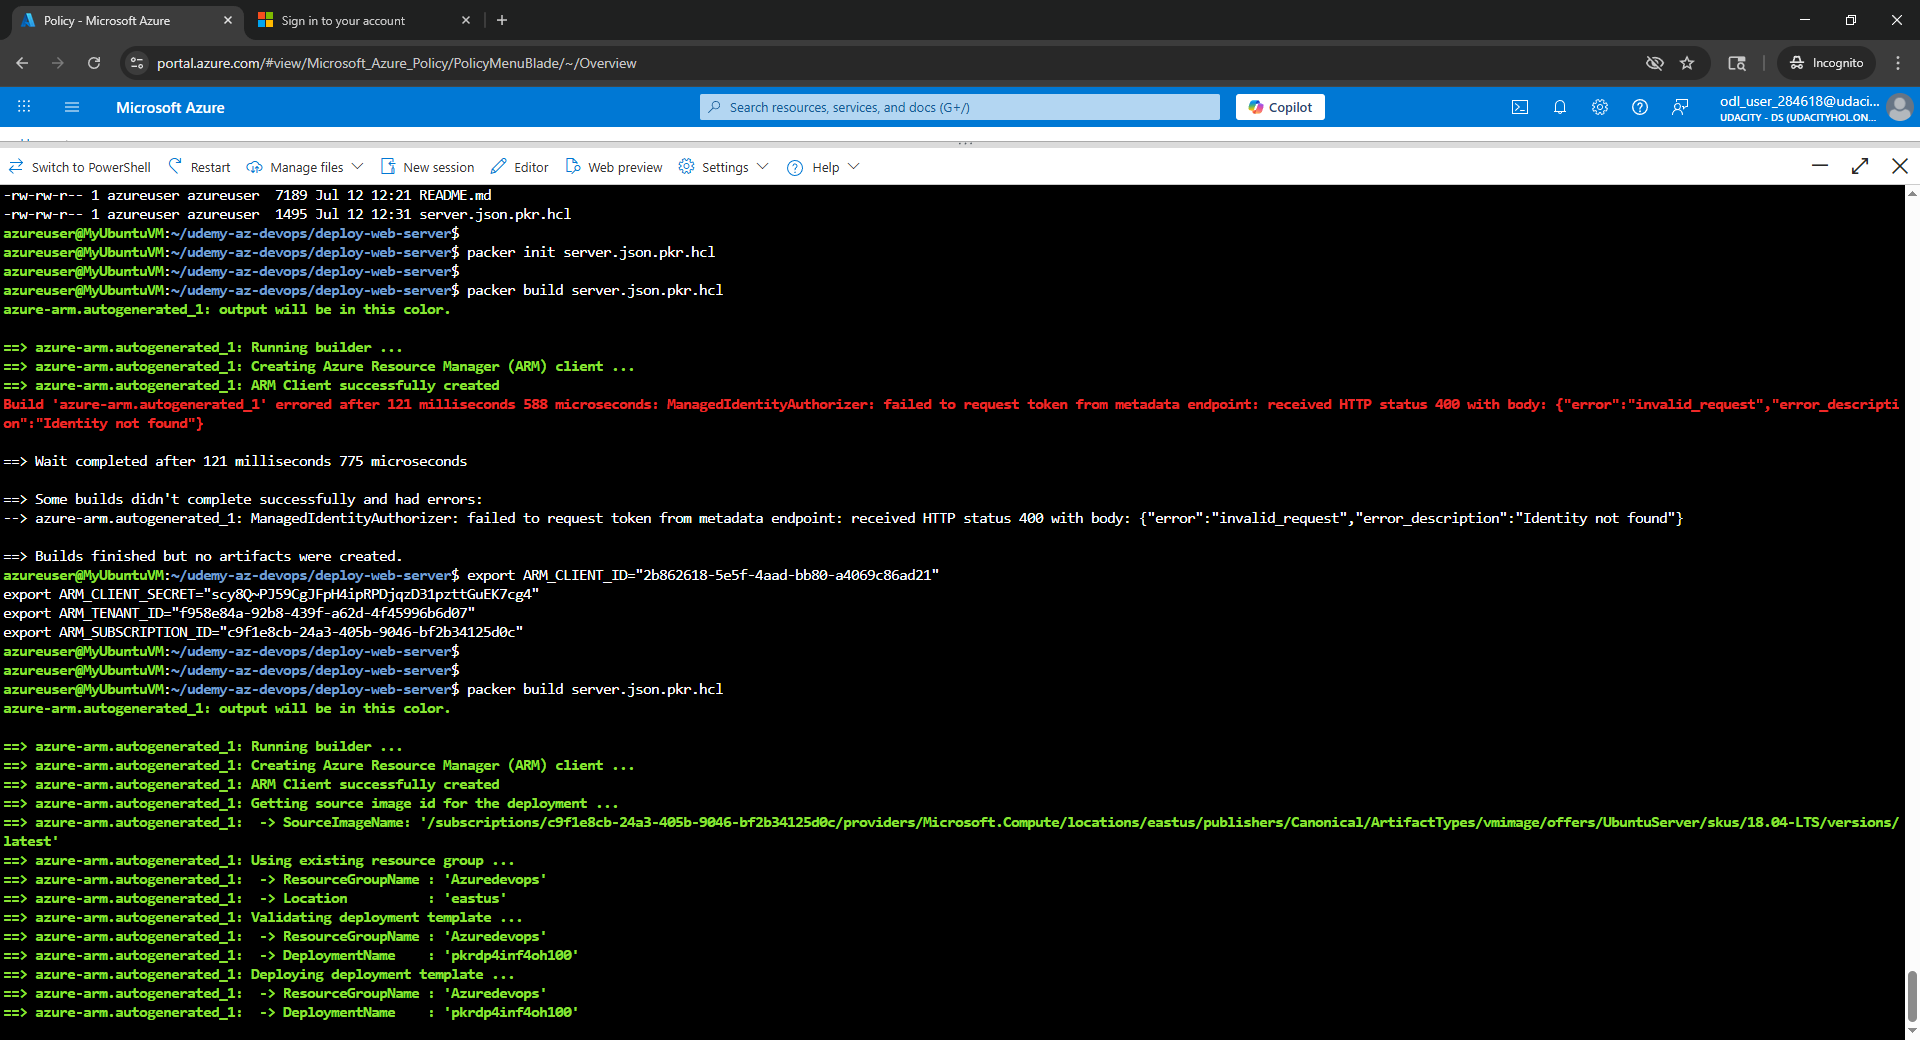 Policy - Microsoft Azure
Sign in to your account
portal.azure.com/#view/Microsoft_Azure_Policy/PolicyMenuBlade/~/Overview
Incognito
Microsoft Azure
Search resources, services, and docs (G+/)
Copilot
odl_user_284618@udaci...
UDACITY - DS (UDACITYHOL.ON...
Switch to PowerShell
Restart
Manage files
New session
Editor
Web preview
Settings
Help
-rw-rw-r-- 1 azureuser azureuser  7189 Jul 12 12:21 README.md
-rw-rw-r-- 1 azureuser azureuser  1495 Jul 12 12:31 server.json.pkr.hcl
azureuser@MyUbuntuVM:~/udemy-az-devops/deploy-web-server$
azureuser@MyUbuntuVM:~/udemy-az-devops/deploy-web-server$ packer init server.json.pkr.hcl
azureuser@MyUbuntuVM:~/udemy-az-devops/deploy-web-server$
azureuser@MyUbuntuVM:~/udemy-az-devops/deploy-web-server$ packer build server.json.pkr.hcl
azure-arm.autogenerated_1: output will be in this color.
==> azure-arm.autogenerated_1: Running builder ...
==> azure-arm.autogenerated_1: Creating Azure Resource Manager (ARM) client ...
==> azure-arm.autogenerated_1: ARM Client successfully created
Build 'azure-arm.autogenerated_1' errored after 121 milliseconds 588 microseconds: ManagedIdentityAuthorizer: failed to request token from metadata endpoint: received HTTP status 400 with body: {"error":"invalid_request","error_descripti
on":"Identity not found"}
==> Wait completed after 121 milliseconds 775 microseconds
==> Some builds didn't complete successfully and had errors:
--> azure-arm.autogenerated_1: ManagedIdentityAuthorizer: failed to request token from metadata endpoint: received HTTP status 400 with body: {"error":"invalid_request","error_description":"Identity not found"}
==> Builds finished but no artifacts were created.
azureuser@MyUbuntuVM:~/udemy-az-devops/deploy-web-server$ export ARM_CLIENT_ID="2b862618-5e5f-4aad-bb80-a4069c86ad21"
export ARM_CLIENT_SECRET="scy8Q~PJ59CgJFpH4ipRPDjqzD31pzttGuEK7cg4"
export ARM_TENANT_ID="f958e84a-92b8-439f-a62d-4f45996b6d07"
export ARM_SUBSCRIPTION_ID="c9f1e8cb-24a3-405b-9046-bf2b34125d0c"
azureuser@MyUbuntuVM:~/udemy-az-devops/deploy-web-server$
azureuser@MyUbuntuVM:~/udemy-az-devops/deploy-web-server$
azureuser@MyUbuntuVM:~/udemy-az-devops/deploy-web-server$ packer build server.json.pkr.hcl
azure-arm.autogenerated_1: output will be in this color.
==> azure-arm.autogenerated_1: Running builder ...
==> azure-arm.autogenerated_1: Creating Azure Resource Manager (ARM) client ...
==> azure-arm.autogenerated_1: ARM Client successfully created
==> azure-arm.autogenerated_1: Getting source image id for the deployment ...
==> azure-arm.autogenerated_1:  -> SourceImageName: '/subscriptions/c9f1e8cb-24a3-405b-9046-bf2b34125d0c/providers/Microsoft.Compute/locations/eastus/publishers/Canonical/ArtifactTypes/vmimage/offers/UbuntuServer/skus/18.04-LTS/versions/
latest'
==> azure-arm.autogenerated_1: Using existing resource group ...
==> azure-arm.autogenerated_1:  -> ResourceGroupName : 'Azuredevops'
==> azure-arm.autogenerated_1:  -> Location          : 'eastus'
==> azure-arm.autogenerated_1: Validating deployment template ...
==> azure-arm.autogenerated_1:  -> ResourceGroupName : 'Azuredevops'
==> azure-arm.autogenerated_1:  -> DeploymentName    : 'pkrdp4inf4oh100'
==> azure-arm.autogenerated_1: Deploying deployment template ...
==> azure-arm.autogenerated_1:  -> ResourceGroupName : 'Azuredevops'
==> azure-arm.autogenerated_1:  -> DeploymentName    : 'pkrdp4inf4oh100'